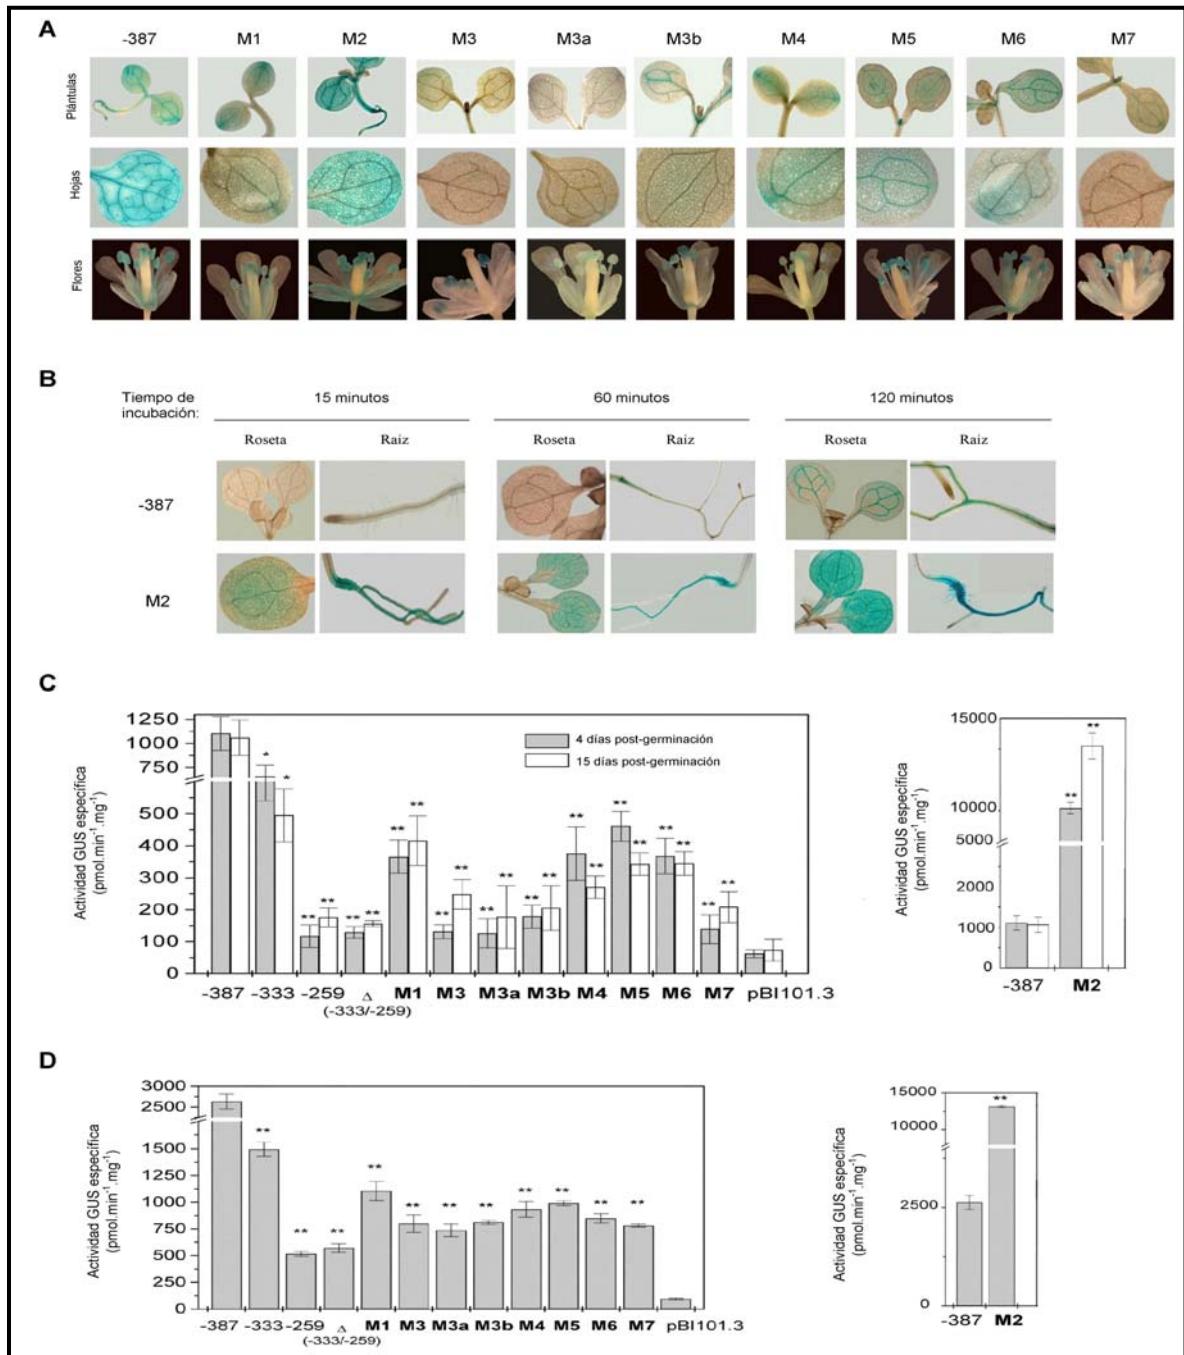 A
-387 M1 M2 M3 M3a M3b M4 M5 M6 M7
Plántulas
Hojas
Flores
B
Tiempo de incubación:
15 minutos 60 minutos 120 minutos
Roseta Raiz Roseta Raiz Roseta Raiz
-387
M2
C
Actividad GUS específica
(pmol.min-1.mg-1)
1250
1000
750
500
400
300
200
100
0
4 días post-germinación
15 días post-germinación
* *
** ** ** ** ** ** ** ** ** ** ** ** ** ** ** ** ** ** ** **
-387 -333 -259 Δ M1 M3 M3a M3b M4 M5 M6 M7 pBI101.3
(-333/-259)
Actividad GUS específica
(pmol.min-1.mg-1)
15000
10000
5000
2000
1000
0
** **
-387 M2
D
Actividad GUS específica
(pmol.min-1.mg-1)
3000
2500
1500
1250
1000
750
500
250
0
** ** ** ** ** ** ** ** ** ** **
-387 -333 -259 Δ M1 M3 M3a M3b M4 M5 M6 M7 pBI101.3
(-333/-259)
Actividad GUS específica
(pmol.min-1.mg-1)
15000
10000
2500
0
**
-387 M2